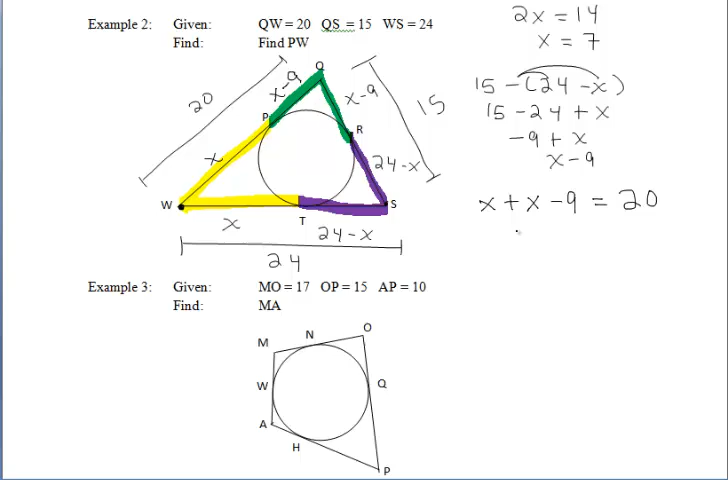 Example 2: Given: QW = 20 QS = 15 WS = 24
Find: Find PW
2x = 14
x = 7
15 - (24 - x)
15 - 24 + x
-9 + x
x - 9
x + x - 9 = 20
Q
x-9
x-9
20
15
P
R
x
24-x
W
S
x
T
24-x
24
Example 3: Given: MO = 17 OP = 15 AP = 10
Find: MA
O
N
M
W
Q
A
H
P